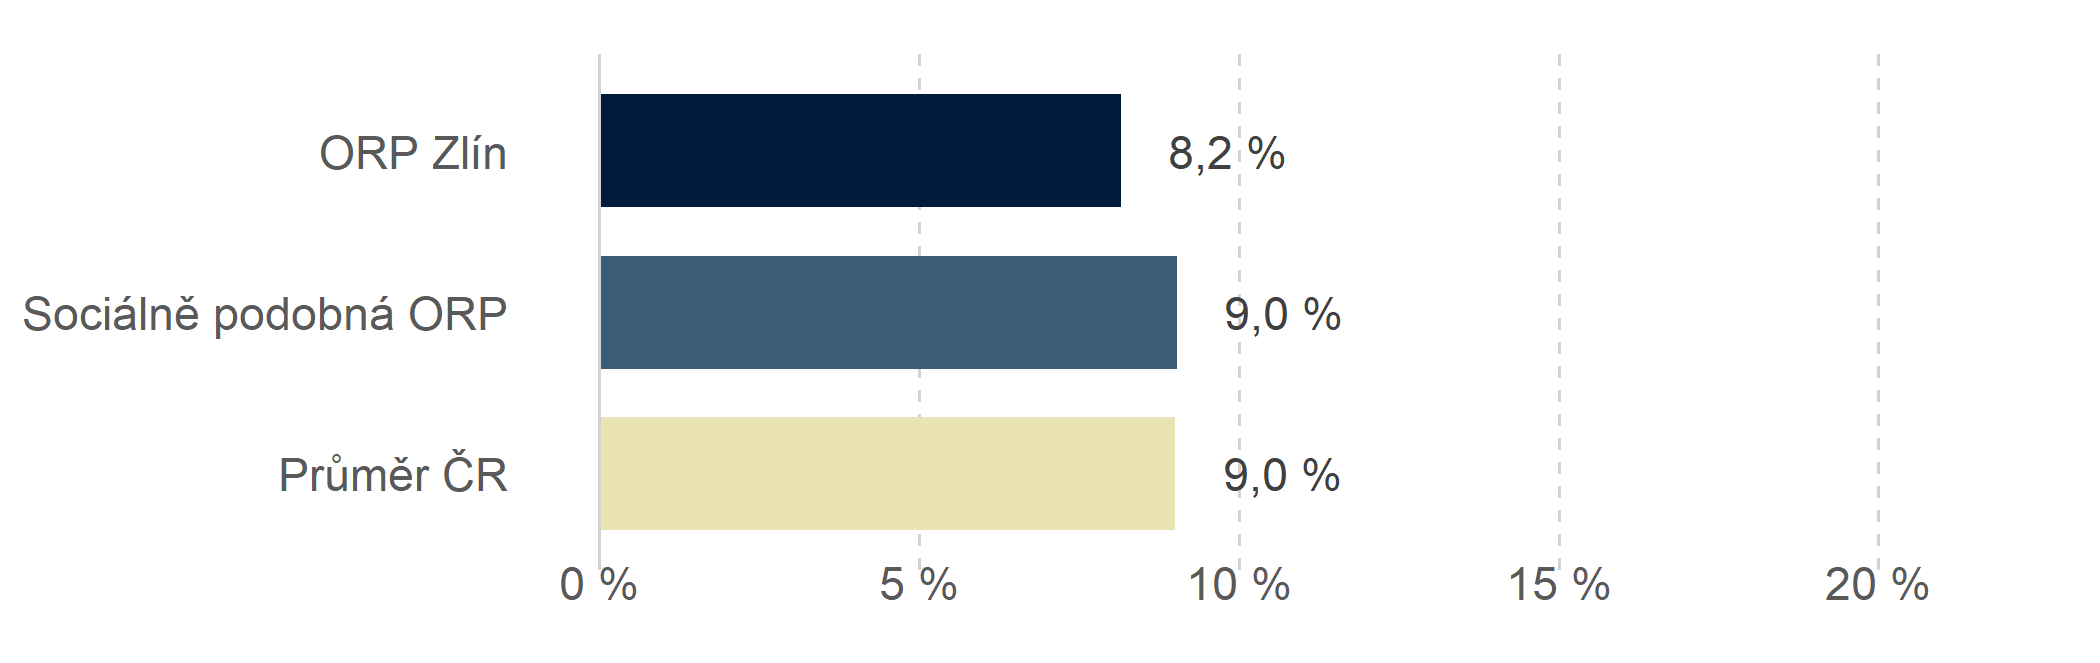 ORP Zlín
8,2 %
Sociálně podobná ORP
9,0 %
Průměr ČR
9,0 %
0 %
5 %
10 %
15 %
20 %